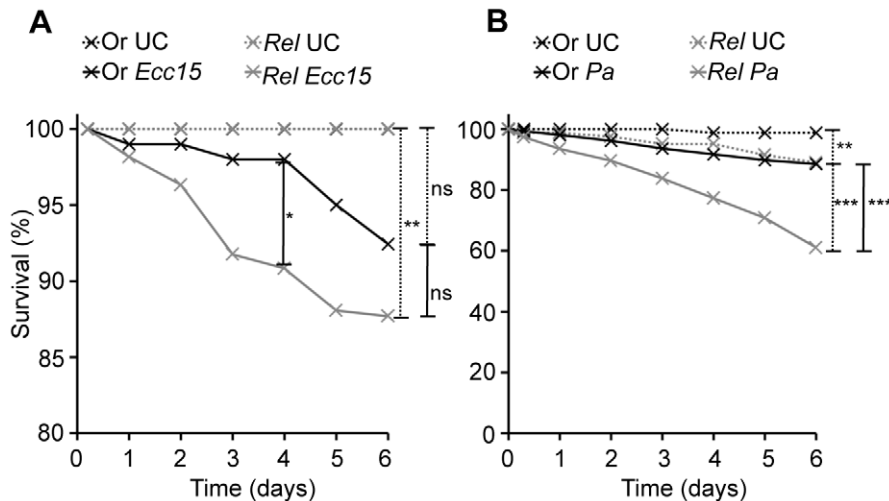 A
Or UC
Rel UC
Or Ecc15
Rel Ecc15
100
95
90
85
80
Survival (%)
0 1 2 3 4 5 6
Time (days)
*
**
ns
ns
B
Or UC
Rel UC
Or Pa
Rel Pa
100
80
60
40
20
0
0 1 2 3 4 5 6
Time (days)
**
***
***